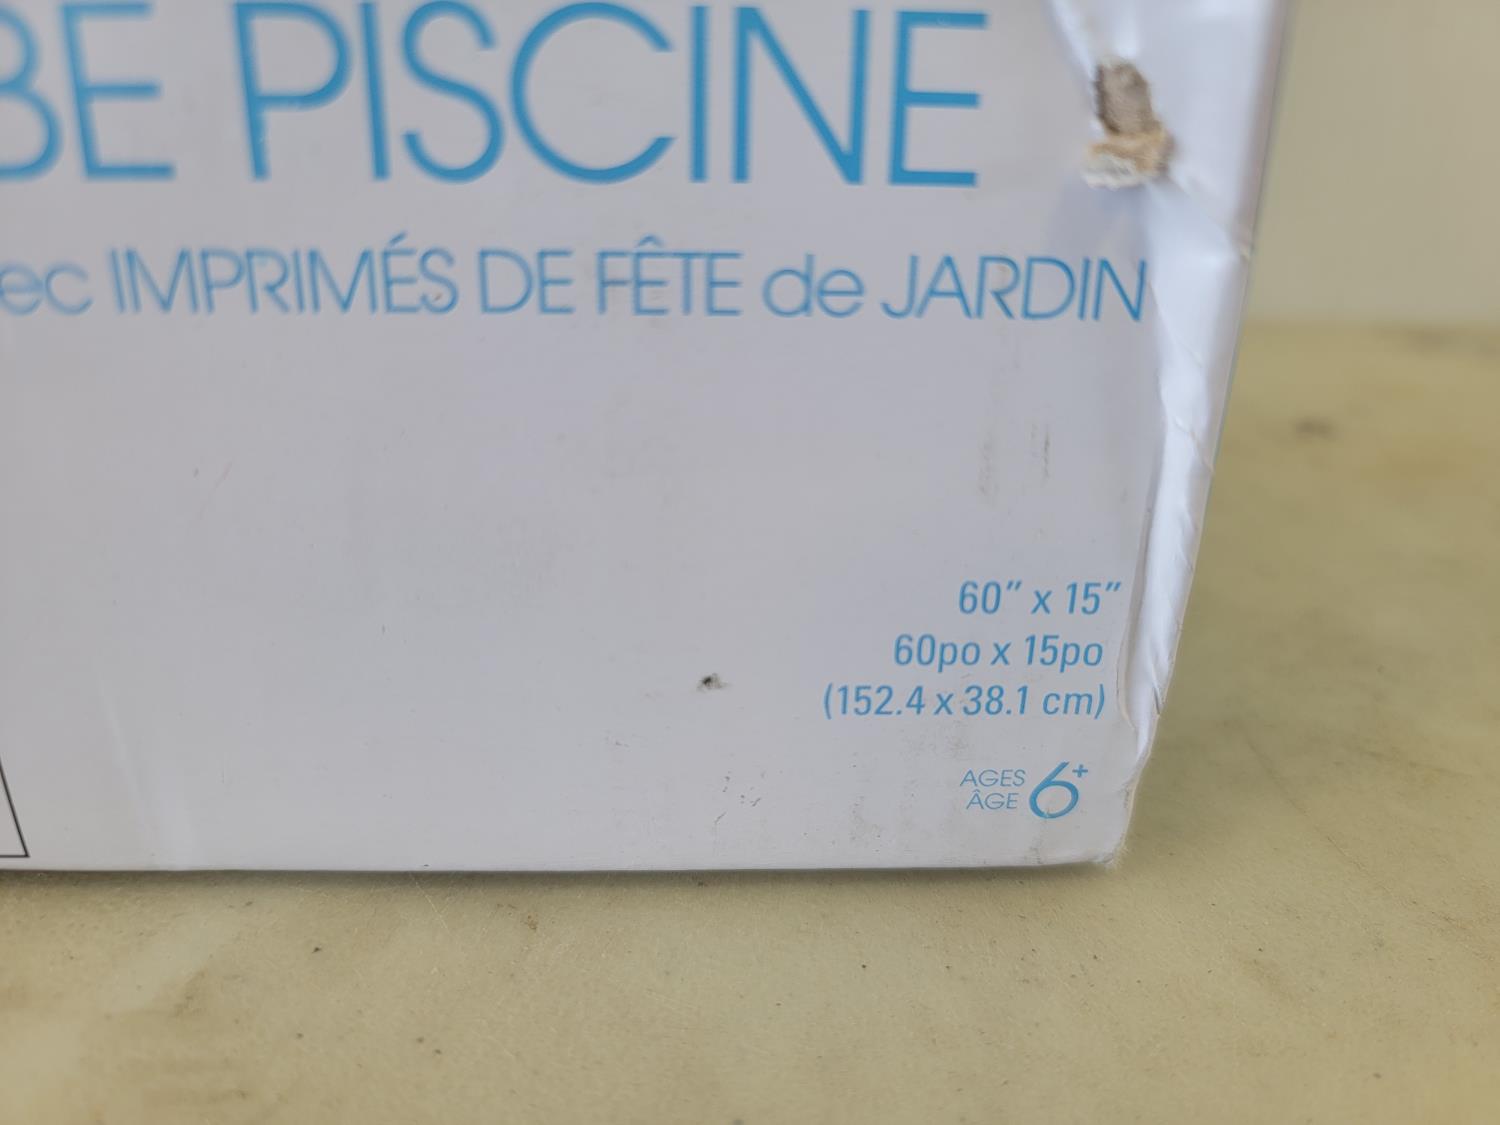 BE PISCINE
ec IMPRIMÉS DE FÊTE de JARDIN
60" x 15"
60po x 15po
(152.4 x 38.1 cm)
AGES
ÂGE 6+